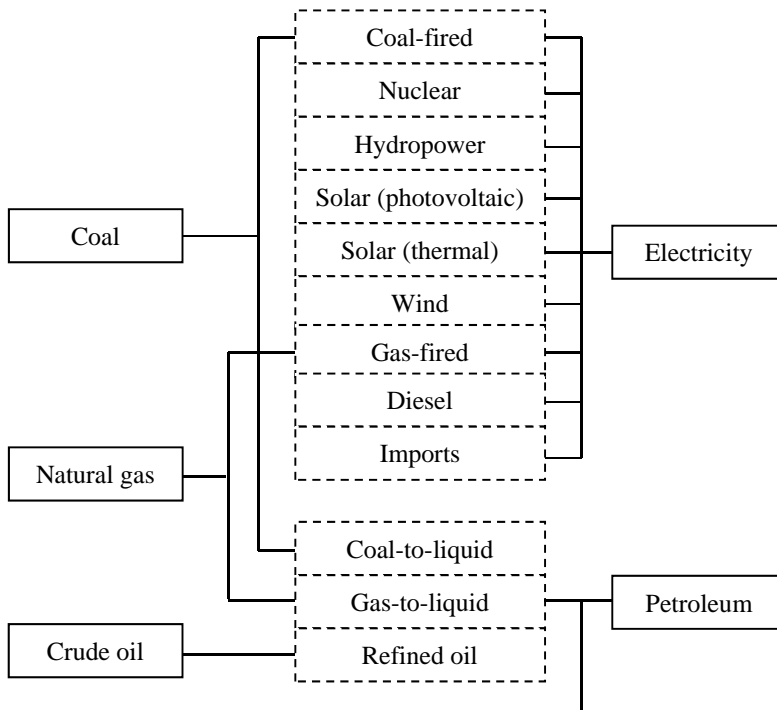 Coal-fired
Nuclear
Hydropower
Solar (photovoltaic)
Coal
Solar (thermal)
Electricity
Wind
Gas-fired
Diesel
Imports
Natural gas
Coal-to-liquid
Gas-to-liquid
Petroleum
Crude oil
Refined oil